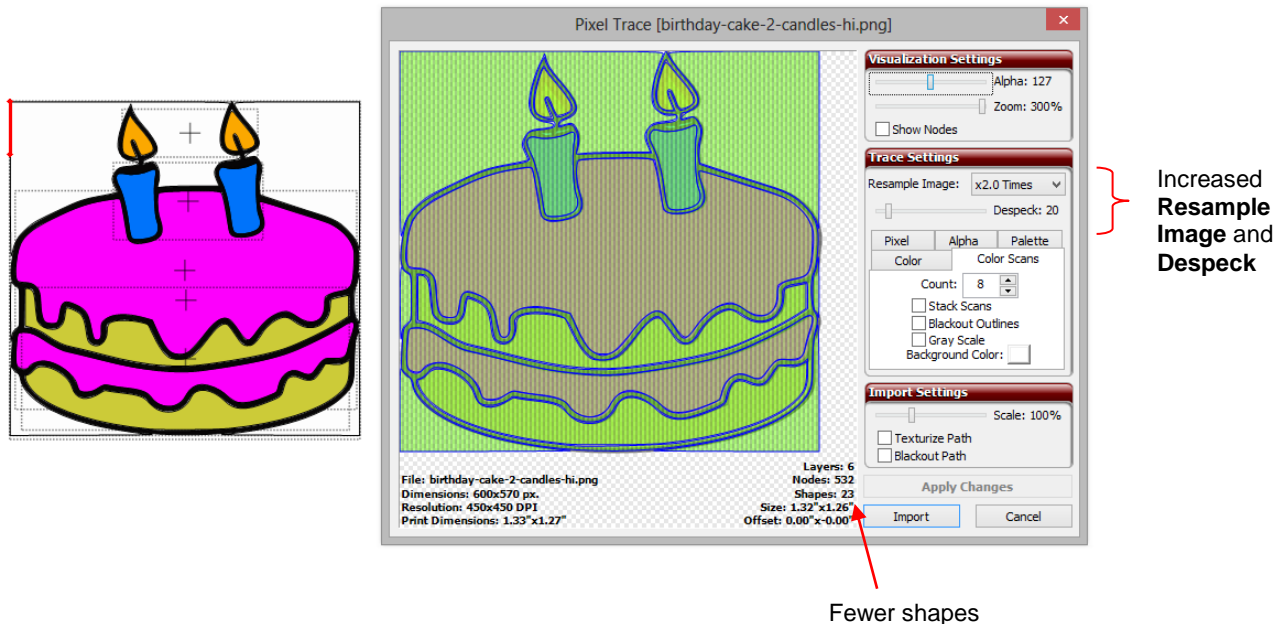 Pixel Trace [birthday-cake-2-candles-hi.png]
×
Visualization Settings
Alpha: 127
Zoom: 300%
Show Nodes
Trace Settings
Resample Image: x2.0 Times
Despeck: 20
Pixel Alpha Palette
Color Color Scans
Count: 8
Stack Scans
Blackout Outlines
Gray Scale
Background Color:
Import Settings
Scale: 100%
Texturize Path
Blackout Path
Apply Changes
Import Cancel
File: birthday-cake-2-candles-hi.png
Dimensions: 600x570 px.
Resolution: 450x450 DPI
Print Dimensions: 1.33"x1.27"
Layers: 6
Nodes: 532
Shapes: 23
Size: 1.32"x1.26"
Offset: 0.00"x-0.00"
Increased
Resample
Image and
Despeck
Fewer shapes